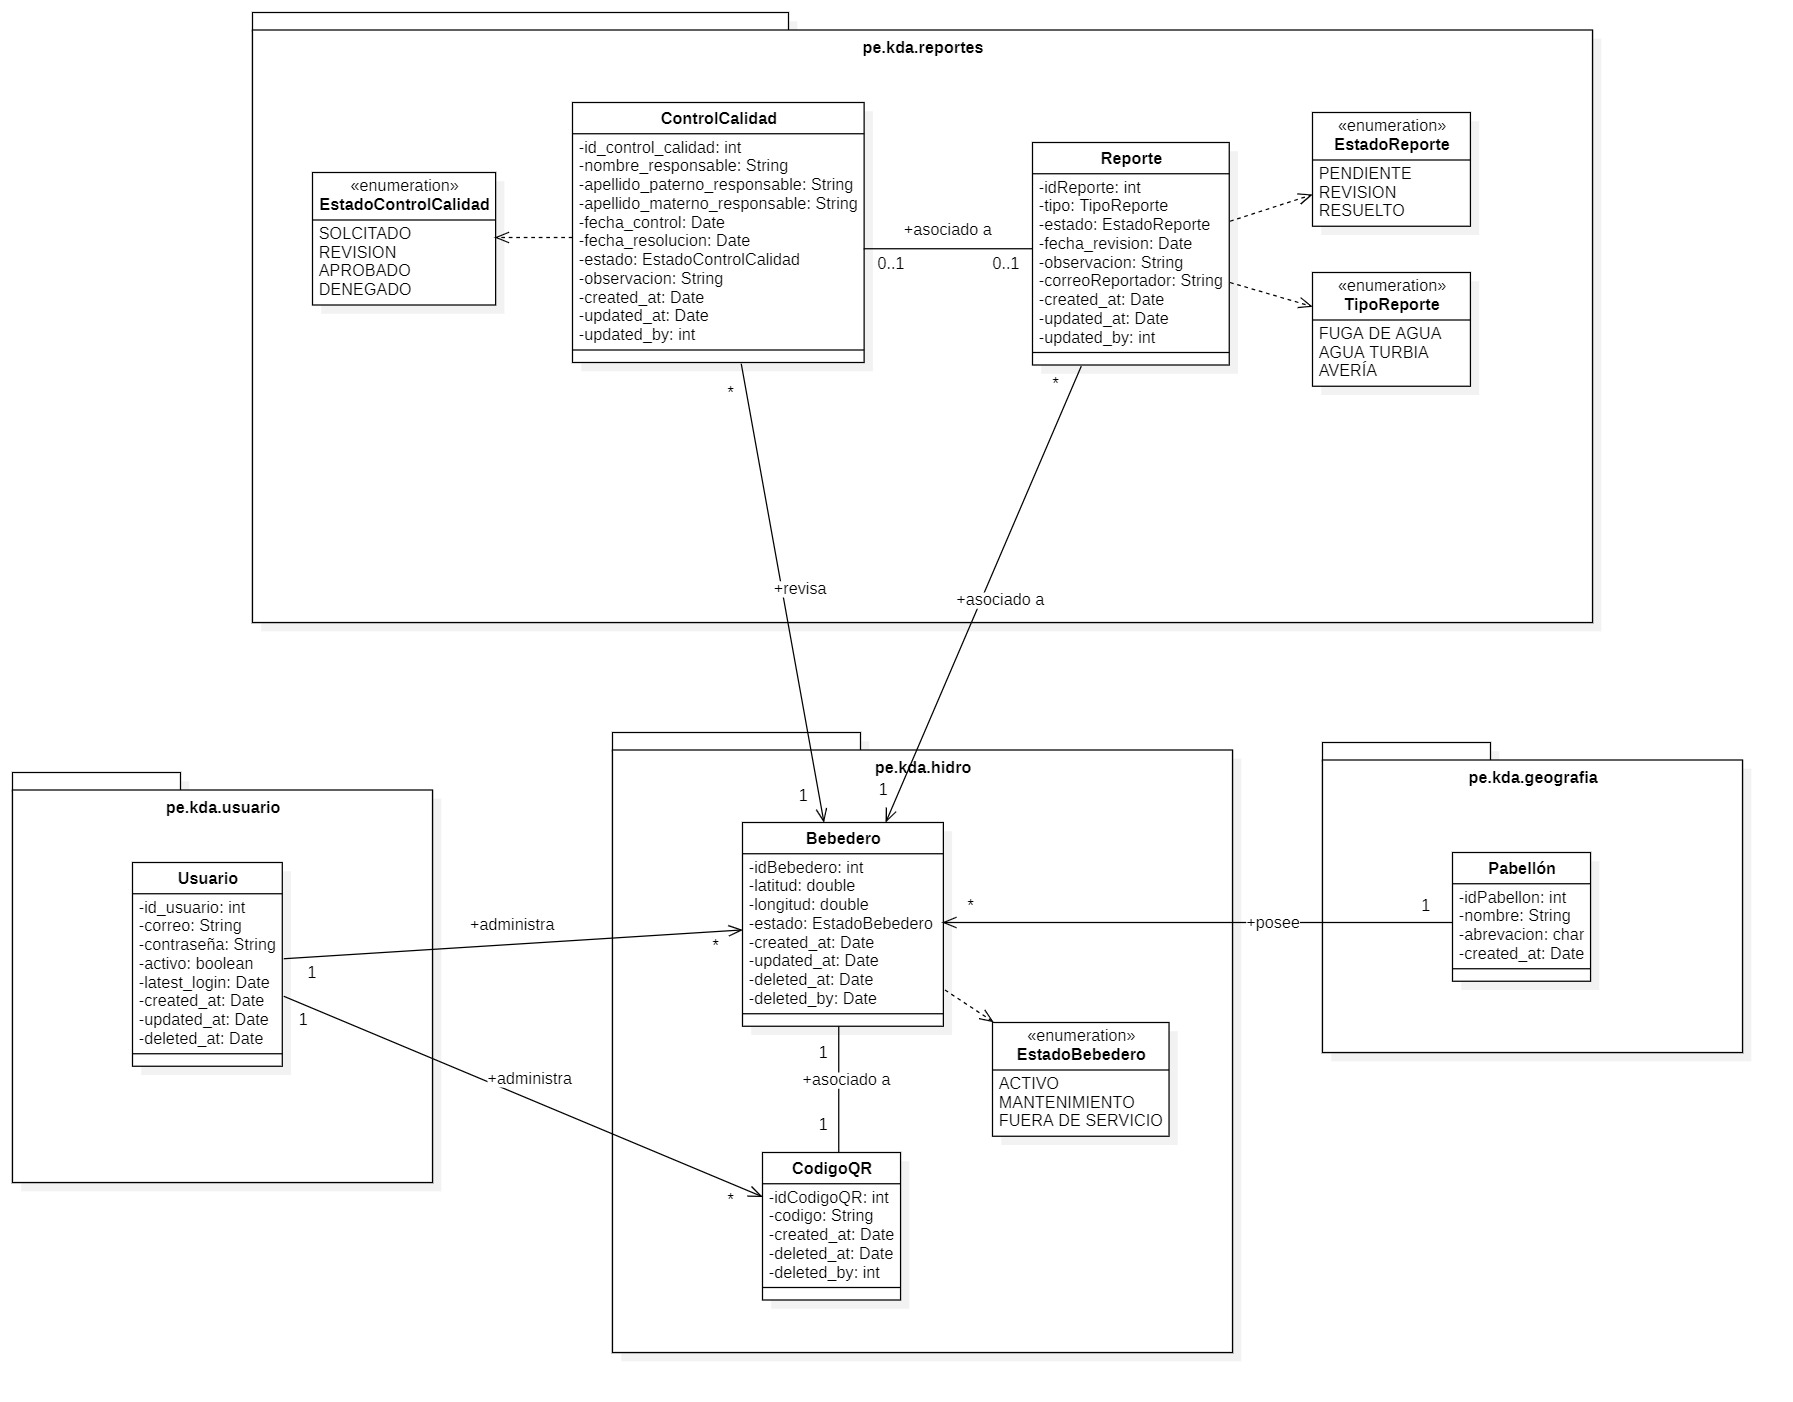 pe.kda.reportes
ControlCalidad
-id_control_calidad: int
-nombre_responsable: String
-apellido_paterno_responsable: String
-apellido_materno_responsable: String
-fecha_control: Date
-fecha_resolucion: Date
-estado: EstadoControlCalidad
-observacion: String
-created_at: Date
-updated_at: Date
-updated_by: int
«enumeration»
EstadoControlCalidad
SOLCITADO
REVISION
APROBADO
DENEGADO
+asociado a
0..1
0..1
Reporte
-idReporte: int
-tipo: TipoReporte
-estado: EstadoReporte
-fecha_revision: Date
-observacion: String
-correoReportador: String
-created_at: Date
-updated_at: Date
-updated_by: int
«enumeration»
EstadoReporte
PENDIENTE
REVISION
RESUELTO
«enumeration»
TipoReporte
FUGA DE AGUA
AGUA TURBIA
AVERÍA
*
*
+revisa
+asociado a
1
1
pe.kda.usuario
Usuario
-id_usuario: int
-correo: String
-contraseña: String
-activo: boolean
-latest_login: Date
-created_at: Date
-updated_at: Date
-deleted_at: Date
+administra
1
*
1
+administra
*
pe.kda.hidro
Bebedero
-idBebedero: int
-latitud: double
-longitud: double
-estado: EstadoBebedero
-created_at: Date
-updated_at: Date
-deleted_at: Date
-deleted_by: Date
«enumeration»
EstadoBebedero
ACTIVO
MANTENIMIENTO
FUERA DE SERVICIO
1
+asociado a
1
CodigoQR
-idCodigoQR: int
-codigo: String
-created_at: Date
-deleted_at: Date
-deleted_by: int
*
+posee
1
pe.kda.geografia
Pabellón
-idPabellon: int
-nombre: String
-abrevacion: char
-created_at: Date